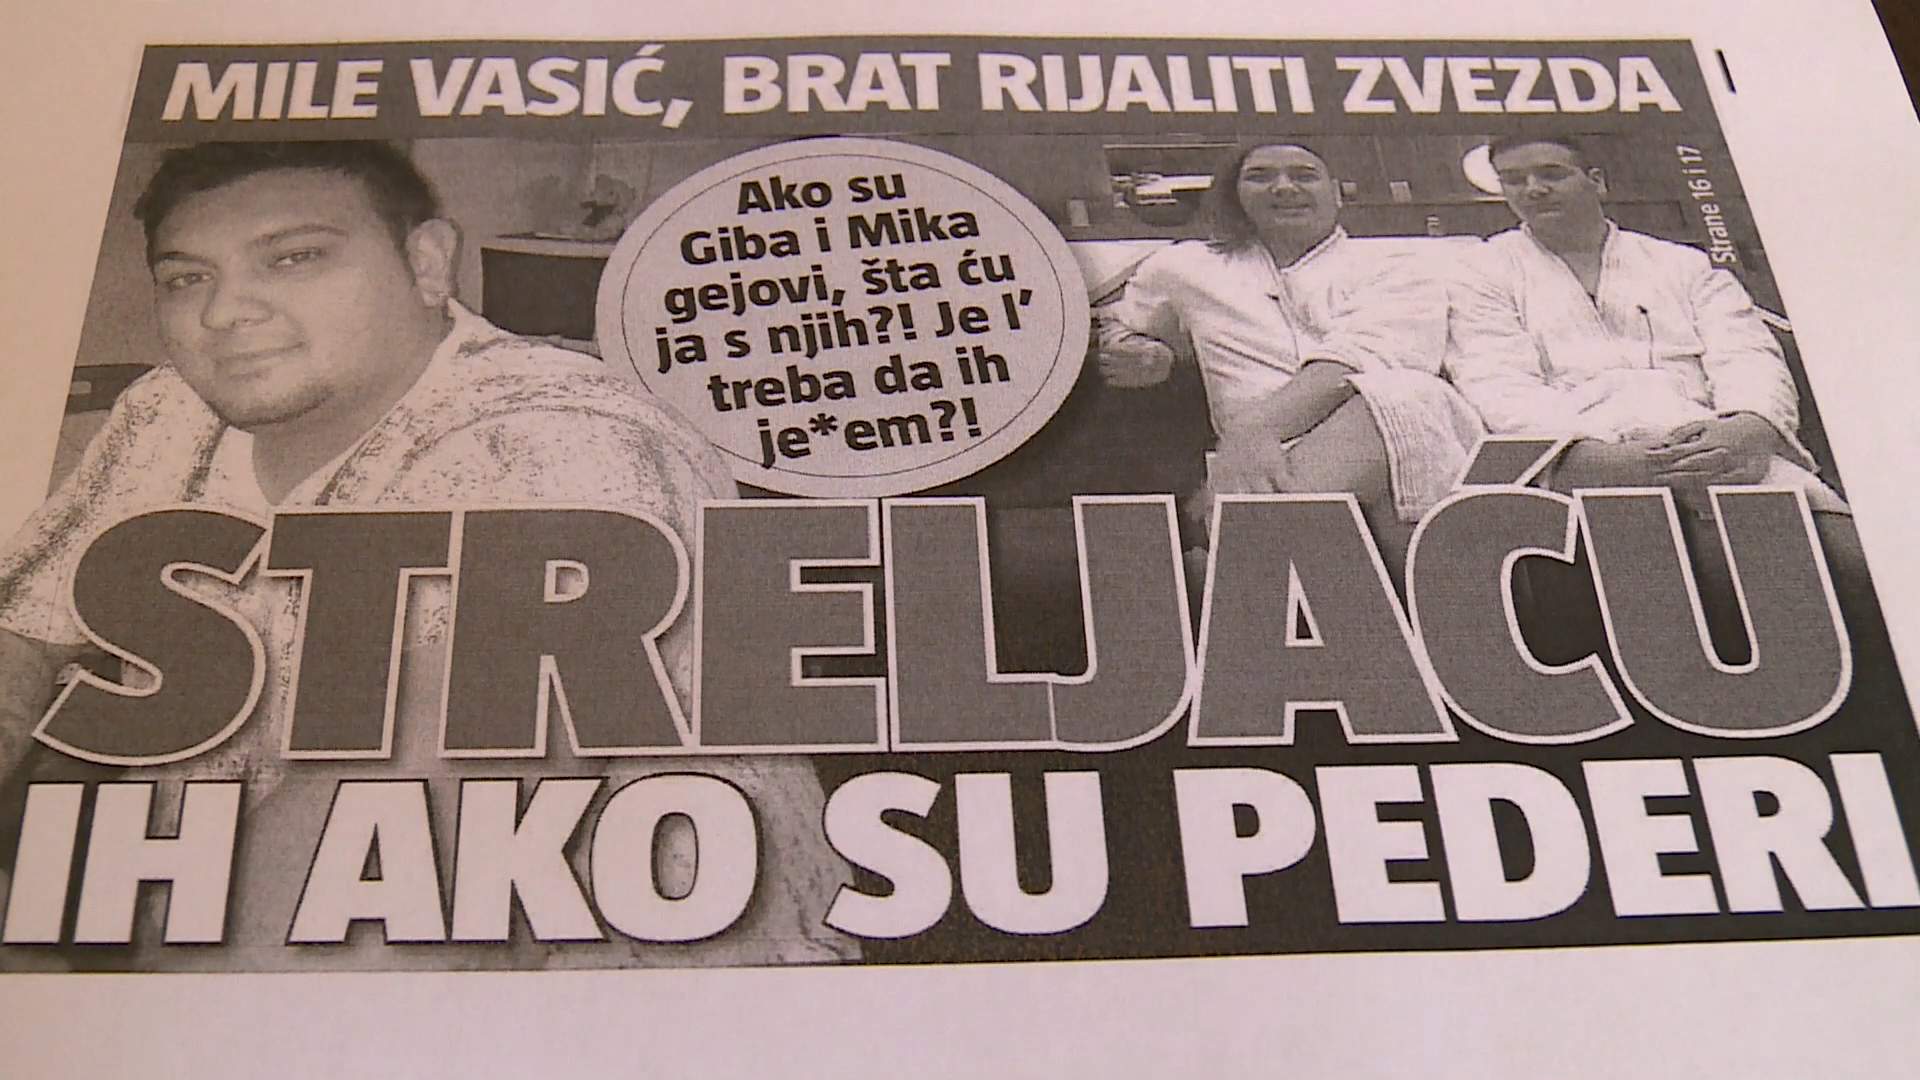 MILE VASIĆ, BRAT RIJALITI ZVEZDA
Ako su
Giba i Mika
gejovi, šta ću
ja s njih?! Je l'
treba da ih
je*em?!
Strane 16 i 17
STRELJAĆU
IH AKO SU PEDERI